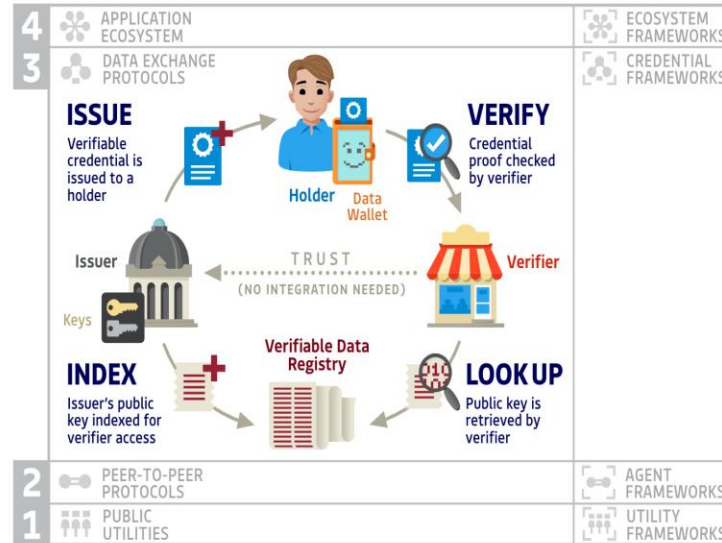 4 APPLICATION
ECOSYSTEM
ECOSYSTEM
FRAMEWORKS
3 DATA EXCHANGE
PROTOCOLS
CREDENTIAL
FRAMEWORKS
ISSUE
Verifiable
credential is
issued to a
holder
VERIFY
Credential
proof checked
by verifier
Holder
Data
Wallet
Issuer
TRUST
(NO INTEGRATION NEEDED)
Verifier
Keys
Verifiable Data
Registry
INDEX
Issuer's public
key indexed for
verifier access
010
LOOK UP
Public key is
retrieved by
verifier
2 PEER-TO-PEER
PROTOCOLS
AGENT
FRAMEWORKS
1 PUBLIC
UTILITIES
UTILITY
FRAMEWORKS